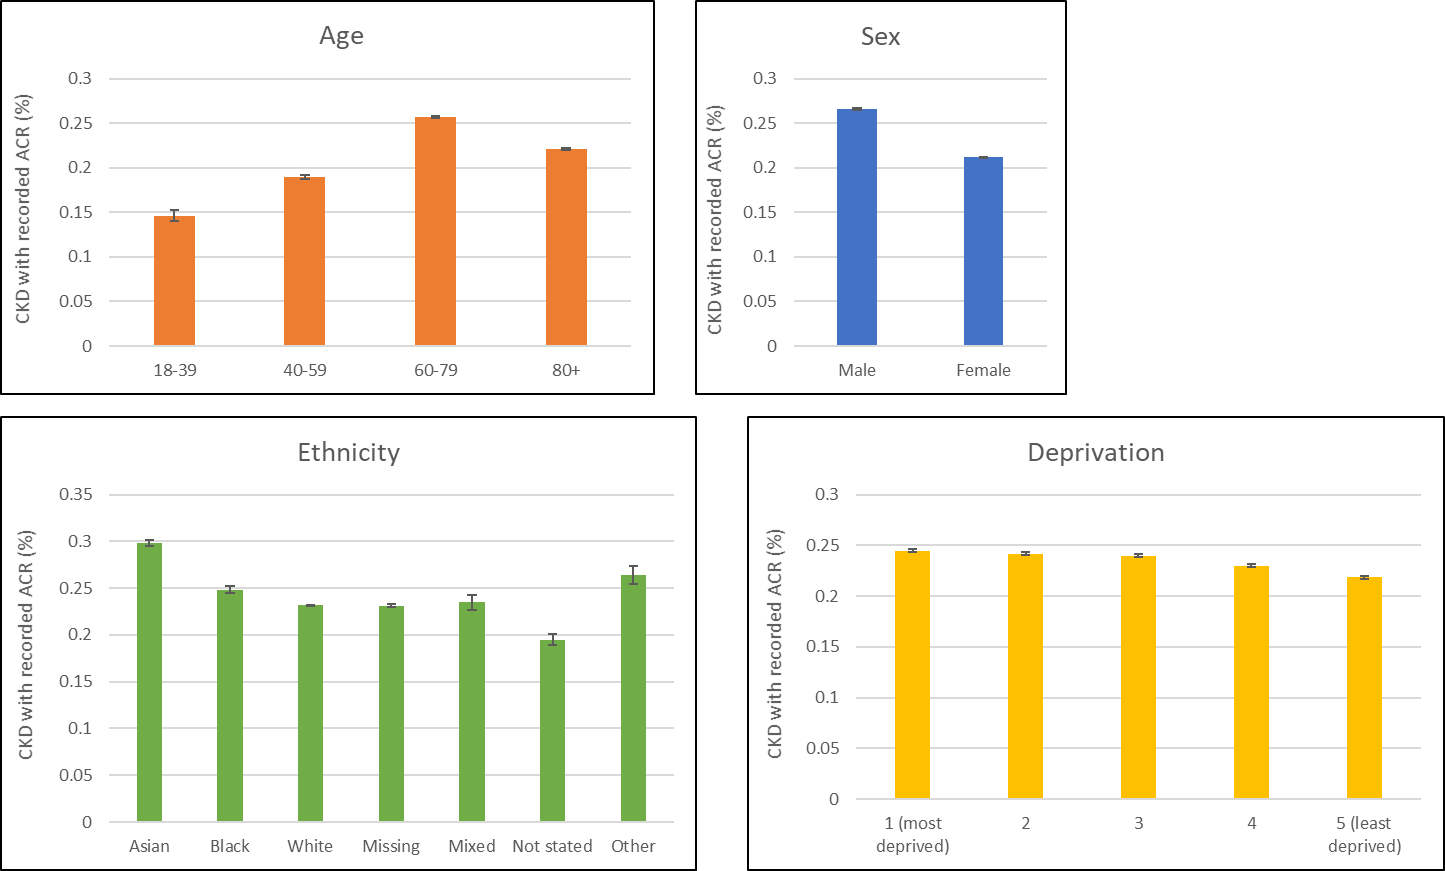 Age
CKD with recorded ACR (%)
0.3
0.25
0.2
0.15
0.1
0.05
0
18-39 40-59 60-79 80+
Sex
CKD with recorded ACR (%)
0.3
0.25
0.2
0.15
0.1
0.05
0
Male Female
Ethnicity
CKD with recorded ACR (%)
0.35
0.3
0.25
0.2
0.15
0.1
0.05
0
Asian Black White Missing Mixed Not stated Other
Deprivation
CKD with recorded ACR (%)
0.3
0.25
0.2
0.15
0.1
0.05
0
1 (most 2 3 4 5 (least
deprived) deprived)